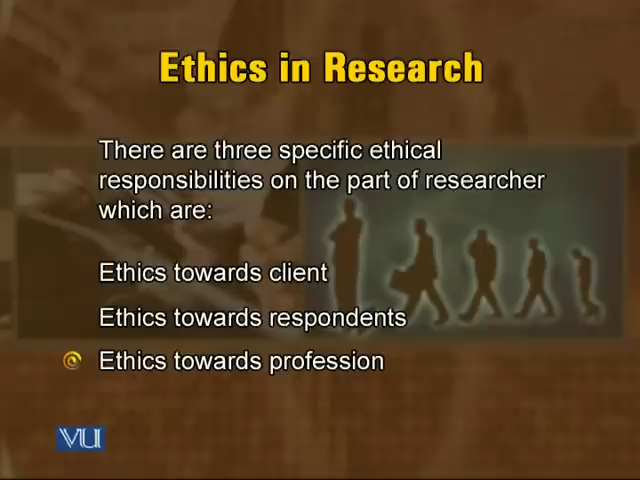 Ethics in Research
There are three specific ethical
responsibilities on the part of researcher
which are:
Ethics towards client
Ethics towards respondents
Ethics towards profession
VU